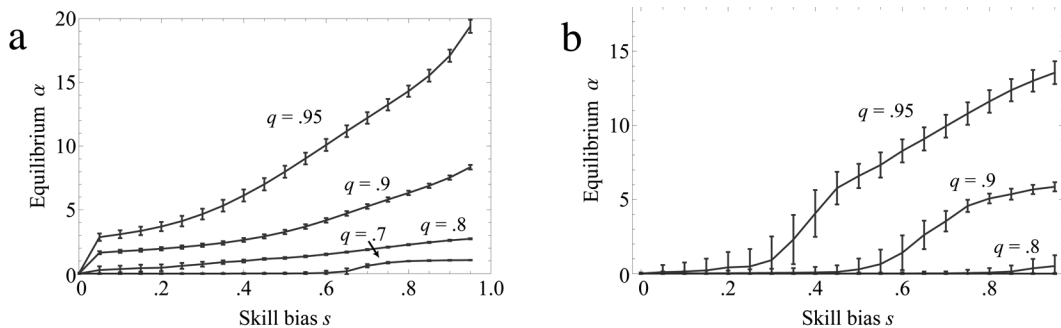 a
20
15
10
5
0
Equilibrium α
q = .95
q = .9
q = .8
q = .7
0 .2 .4 .6 .8 1.0
Skill bias s
b
15
10
5
0
Equilibrium α
q = .95
q = .9
q = .8
0 .2 .4 .6 .8
Skill bias s